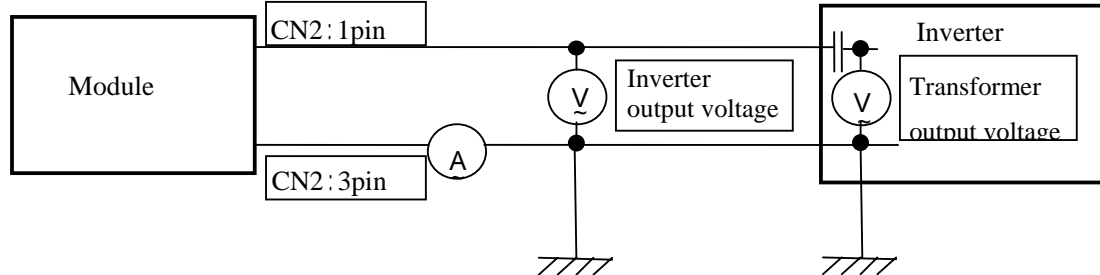 CN2:1pin
Inverter
Module
Inverter
output voltage
Transformer
output voltage
V
~
V
~
A
~
CN2:3pin